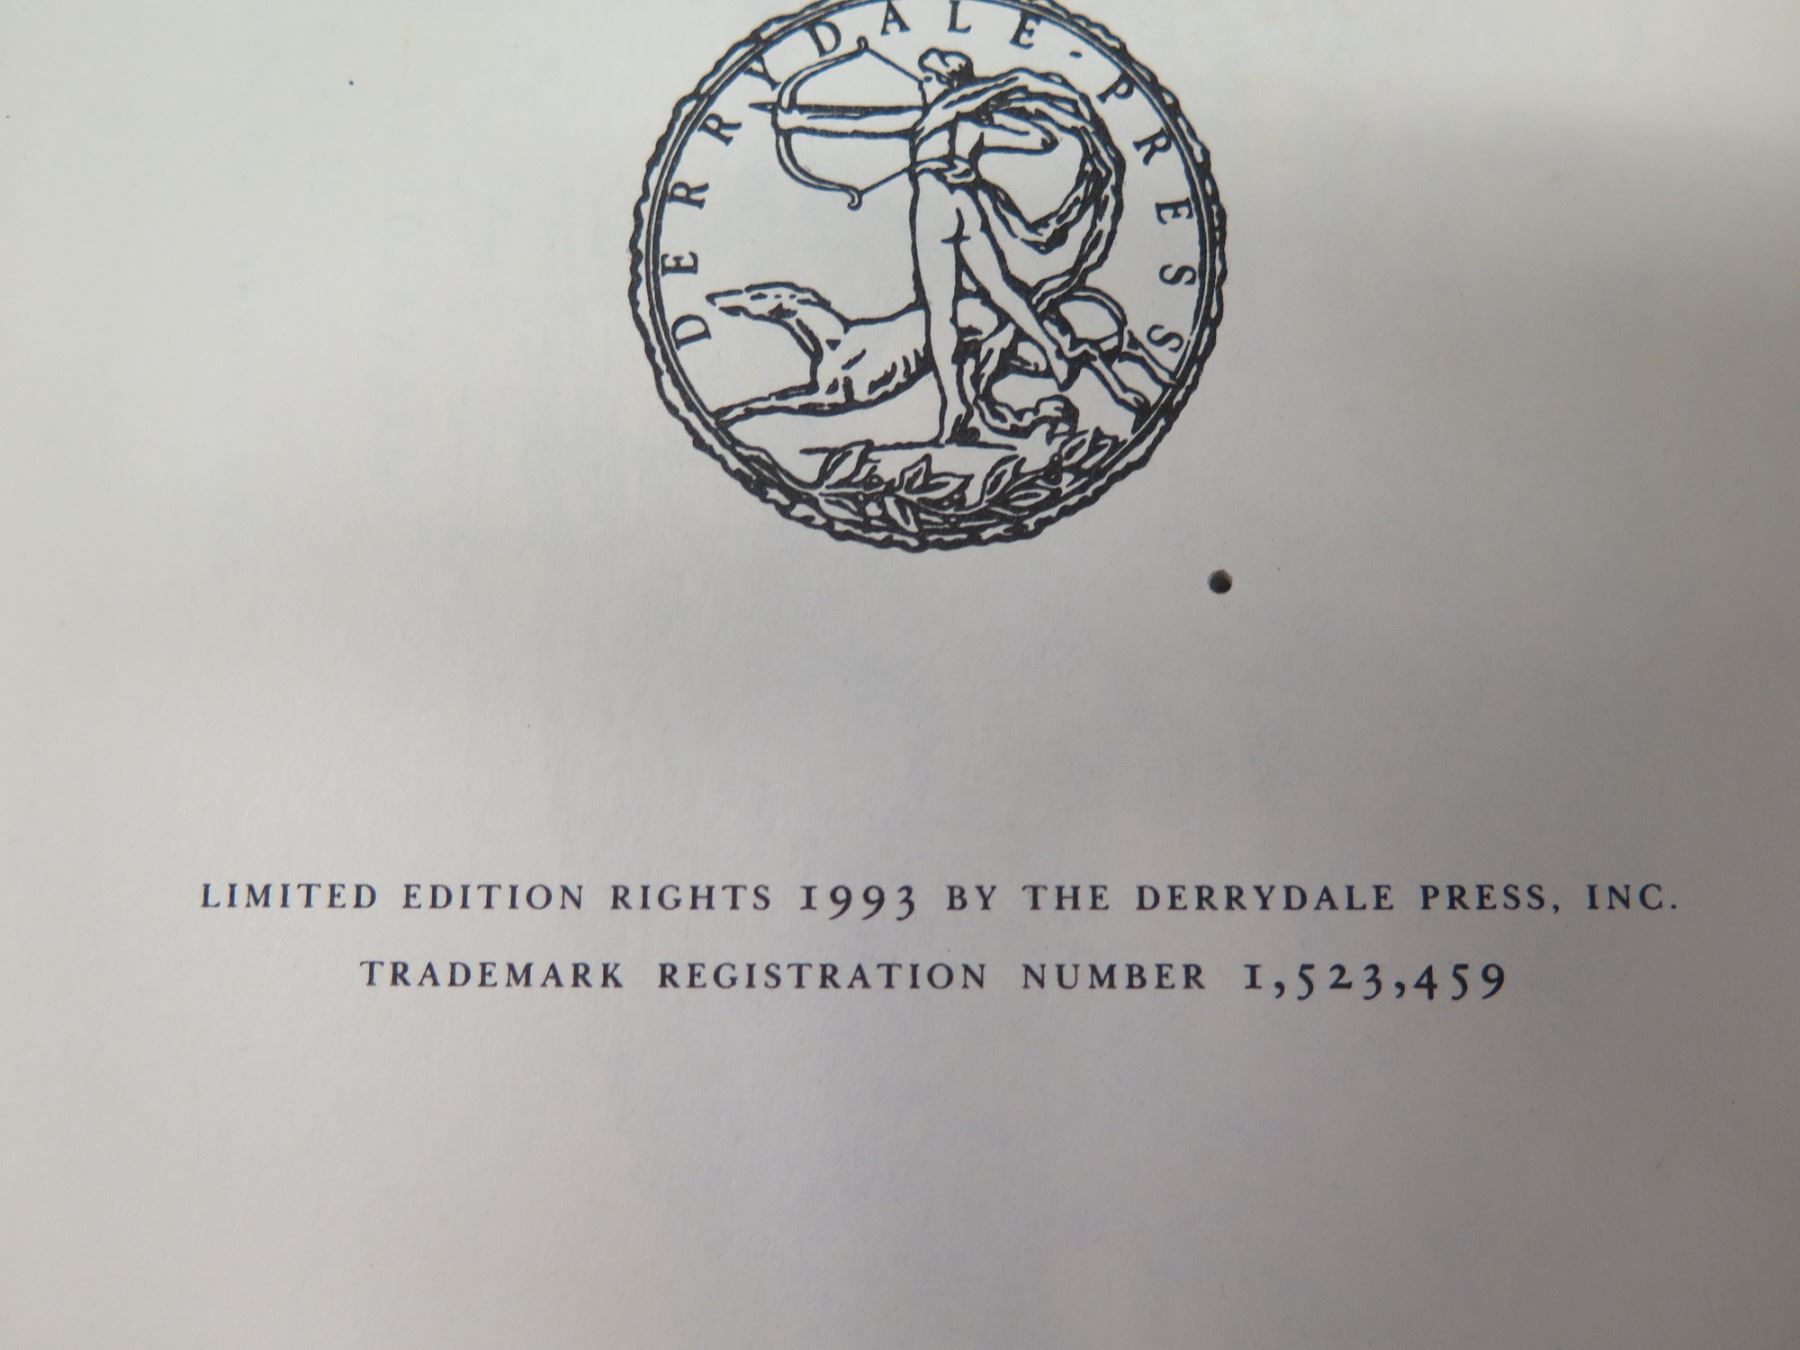 DERRYDALE-PRESS
LIMITED EDITION RIGHTS 1993 BY THE DERRYDALE PRESS, INC.
TRADEMARK REGISTRATION NUMBER 1,523,459